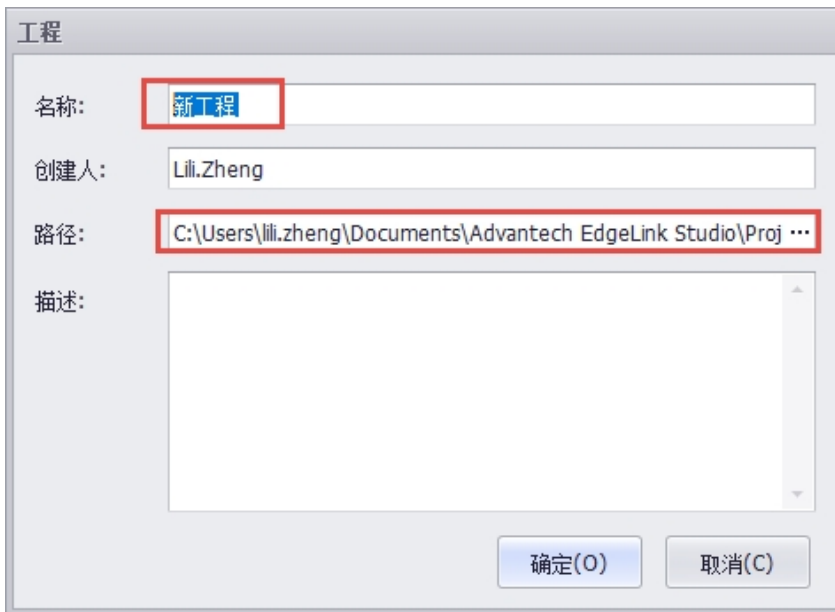 工程
名称: 新工程
创建人: Lili.Zheng
路径: C:\Users\lili.zheng\Documents\Advantech EdgeLink Studio\Proj ···
描述:
确定(O) 取消(C)